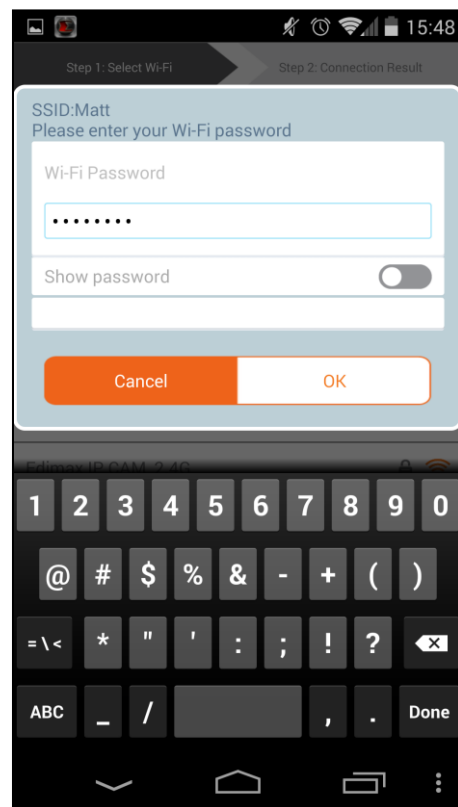 15:48
Step 1: Select Wi-Fi Step 2: Connection Result
SSID:Matt
Please enter your Wi-Fi password
Wi-Fi Password
••••••••
Show password
Cancel OK
Edimax IP CAM 2.4G
1 2 3 4 5 6 7 8 9 0
@ # $ % & - + ( )
=\< * " ' : ; ! ?
ABC _ / , . Done